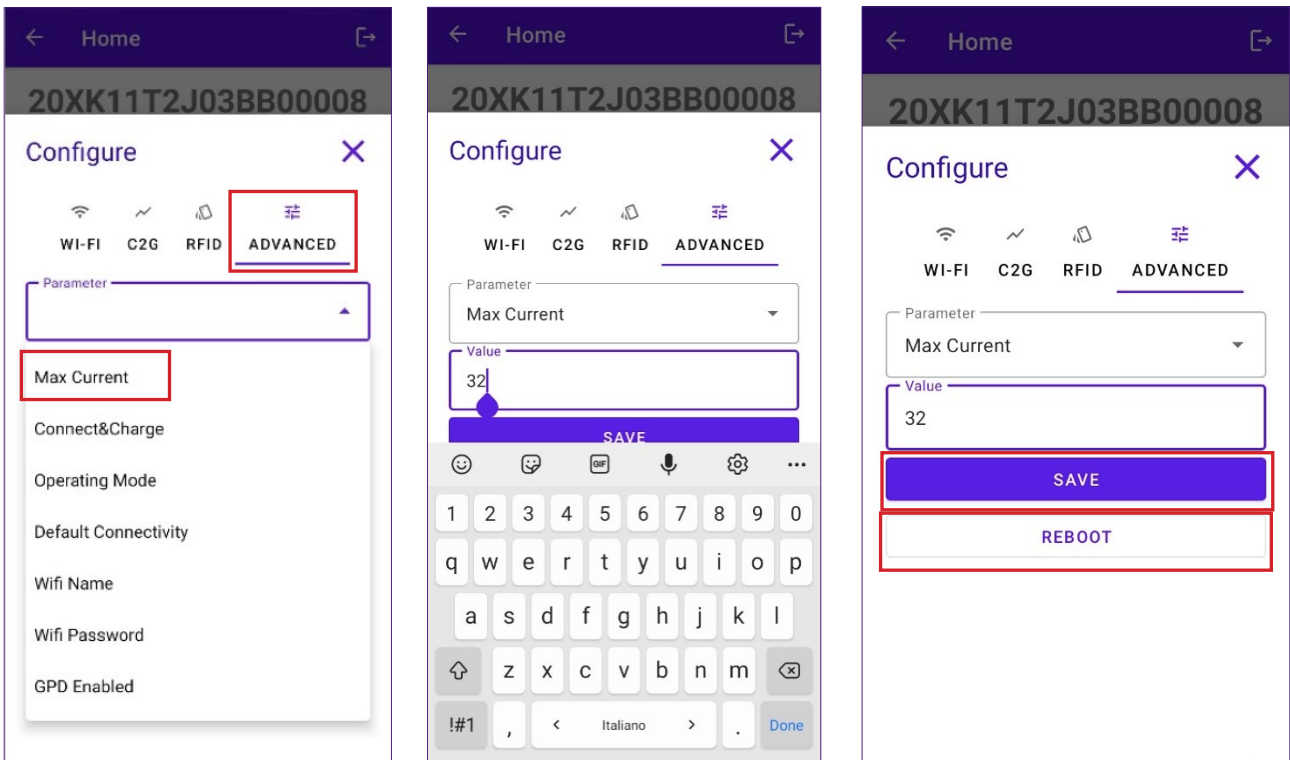 Home
20XK11T2J03BB00008
Configure
WI-FI C2G RFID ADVANCED
Parameter
Max Current
Connect&Charge
Operating Mode
Default Connectivity
Wifi Name
Wifi Password
GPD Enabled
Home
20XK11T2J03BB00008
Configure
WI-FI C2G RFID ADVANCED
Parameter
Max Current
Value
32
SAVE
GIF
1 2 3 4 5 6 7 8 9 0
q w e r t y u i o p
a s d f g h j k l
z x c v b n m
!#1 , < Italiano > . Done
Home
20XK11T2J03BB00008
Configure
WI-FI C2G RFID ADVANCED
Parameter
Max Current
Value
32
SAVE
REBOOT